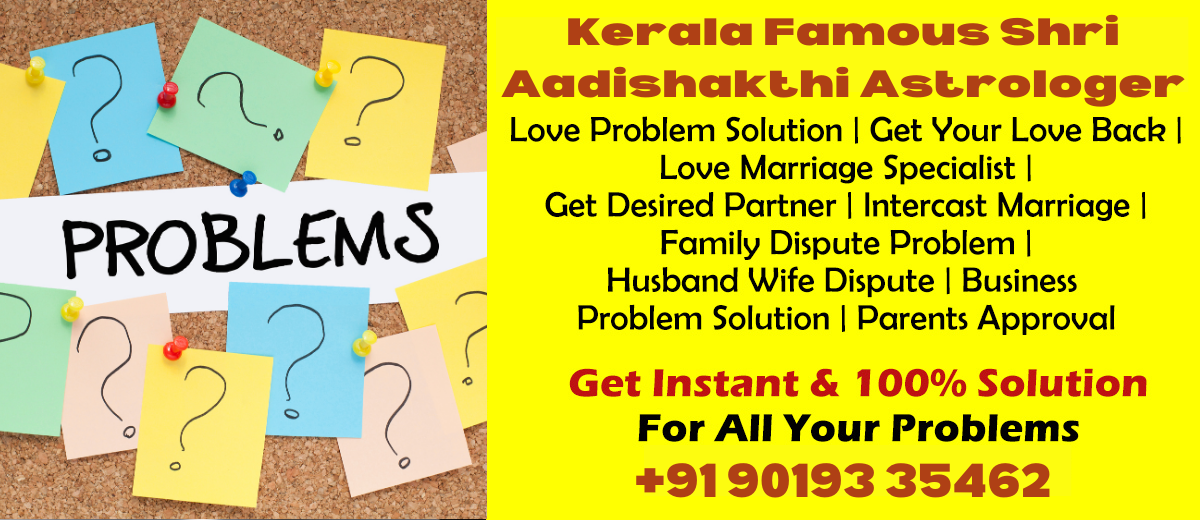 ?
?
?
PROBLEMS
?
?
?
?
?
?
Kerala Famous Shri
Aadishakthi Astrologer
Love Problem Solution | Get Your Love Back |
Love Marriage Specialist |
Get Desired Partner | Intercast Marriage |
Family Dispute Problem |
Husband Wife Dispute | Business
Problem Solution | Parents Approval
Get Instant & 100% Solution
For All Your Problems
+91 90193 35462